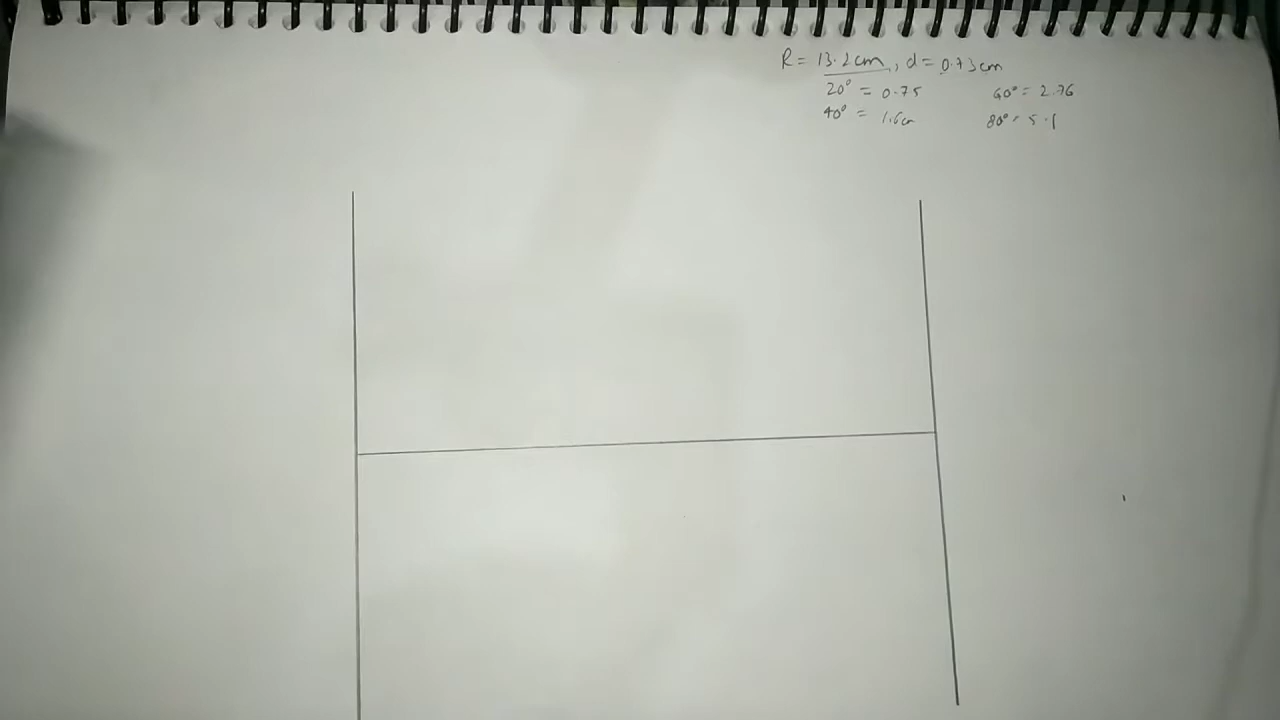 R = 13.2cm, d = 0.73cm
20° = 0.75 60° = 2.76
40° = 1.6cm 80° = 5.1